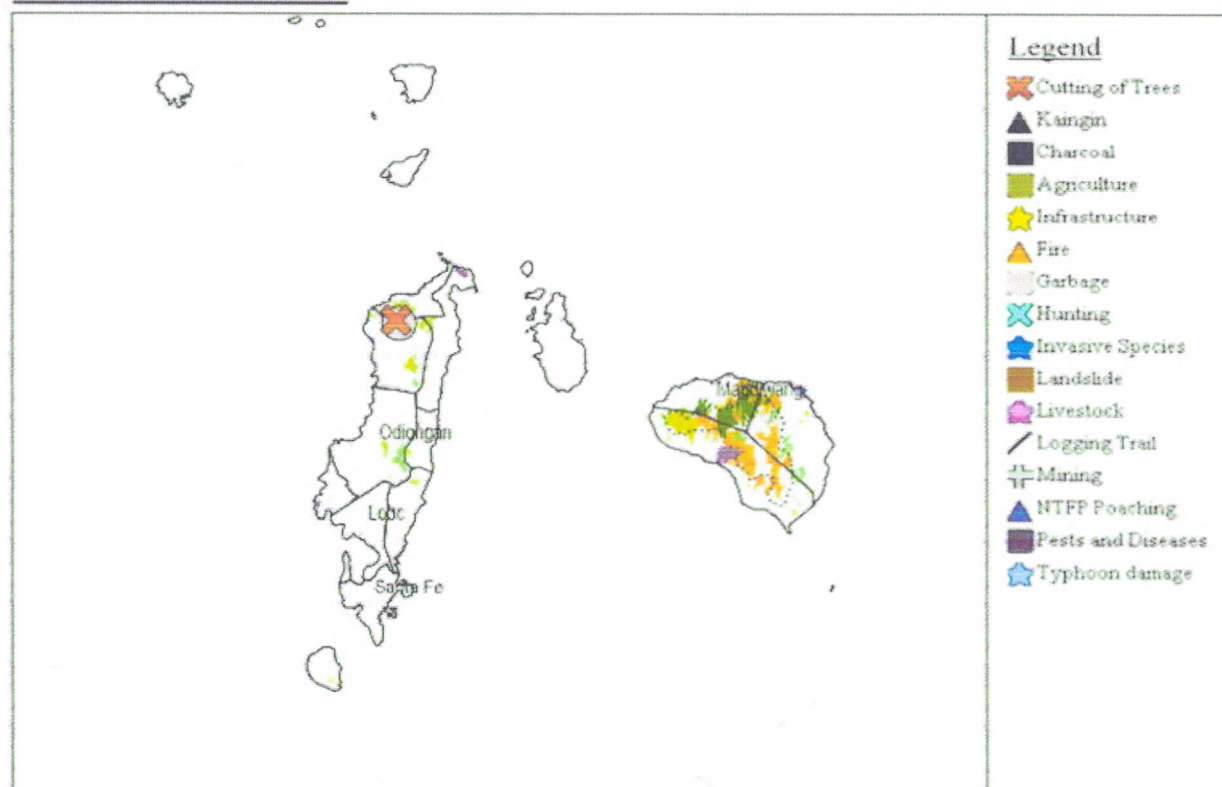 Legend
Cutting of Trees
Kaingin
Charcoal
Agriculture
Infrastructure
Fire
Garbage
Hunting
Invasive Species
Landslide
Livestock
Logging Trail
Mining
NTFP Poaching
Pests and Diseases
Typhoon damage
Magdiwang
Odiongan
Looc
Santa Fe